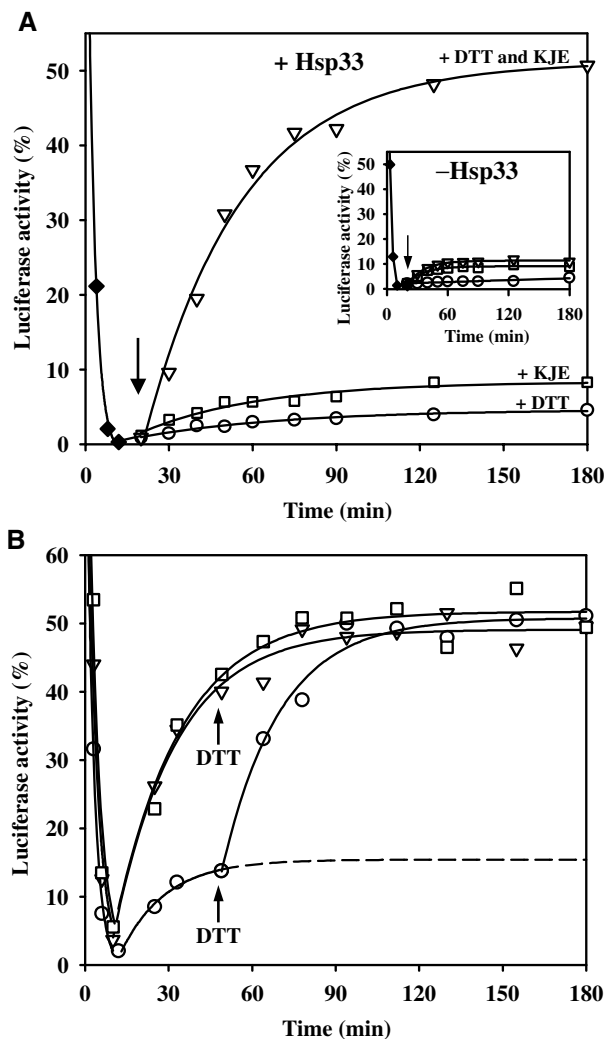 A
+ Hsp33
+ DTT and KJE
50
40
30
20
10
0
Luciferase activity (%)
–Hsp33
50
40
30
20
10
0
Luciferase activity (%)
0 60 120 180
Time (min)
+ KJE
+ DTT
0 30 60 90 120 150 180
Time (min)
B
60
50
40
30
20
10
0
Luciferase activity (%)
DTT
DTT
0 30 60 90 120 150 180
Time (min)